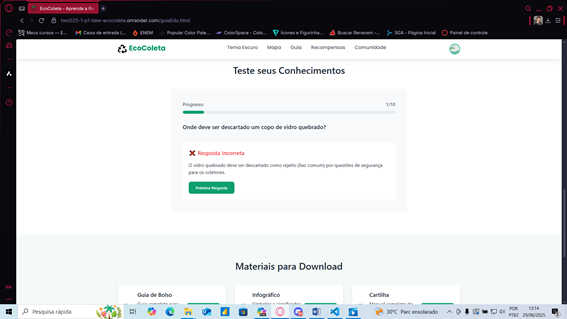 EcoColeta - Aprenda a Re
tiwo025-1-p1-tsiw-ecocoleta.onrender.com/guiaEdu.html
Meus cursos — E...
Caixa de entrada (...
ENEM
Popular Color Pale...
ColorSpace - Colo...
Ícones e Figurinha...
Buscar Renavam -...
SGA - Página Inicial
Painel de controle
EcoColeta
Tema Escuro
Mapa
Guia
Recompensas
Comunidade
Teste seus Conhecimentos
Progresso
1/10
Onde deve ser descartado um copo de vidro quebrado?
Resposta Incorreta
O vidro quebrado deve ser descartado como rejeito (lixo comum) por questões de segurança
para os coletores.
Próxima Pergunta
Materiais para Download
Guia de Bolso
Infográfico
Cartilha
Pesquisa rápida
30°C Parc ensolarado
POR
PTB2
13:14
29/06/2025